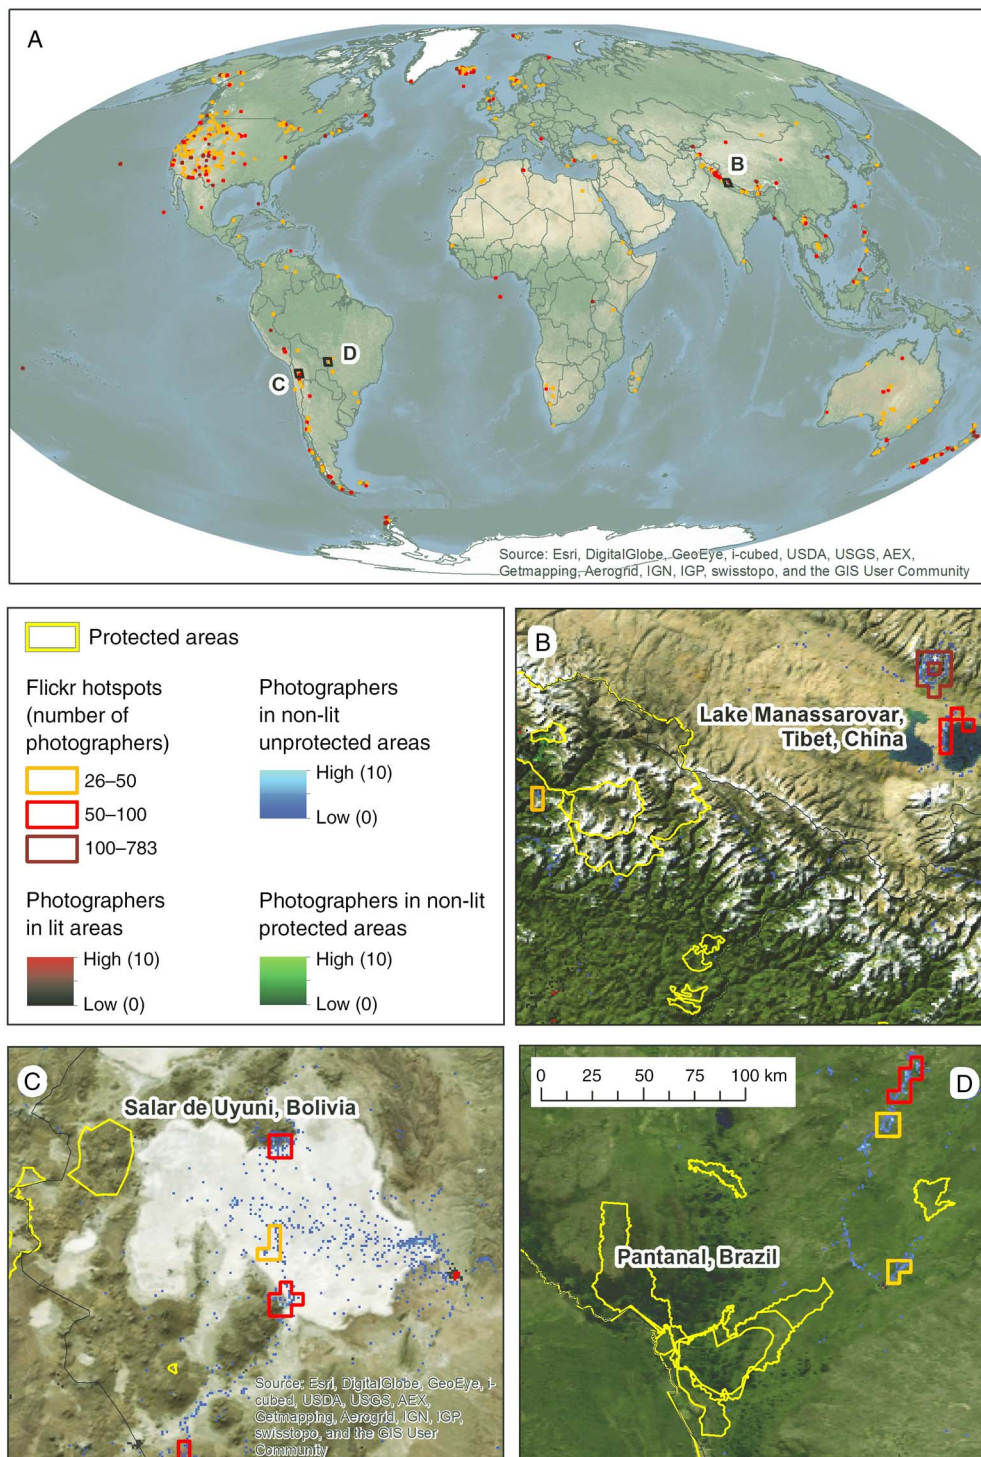 A
B
D
C
Source: Esri, DigitalGlobe, GeoEye, i-cubed, USDA, USGS, AEX,
Getmapping, Aerogrid, IGN, IGP, swisstopo, and the GIS User Community
Protected areas
Flickr hotspots
(number of
photographers)
26–50
50–100
100–783
Photographers
in non-lit
unprotected areas
High (10)
Low (0)
Photographers
in lit areas
High (10)
Low (0)
Photographers in non-lit
protected areas
High (10)
Low (0)
B
Lake Manassarovar,
Tibet, China
C
Salar de Uyuni, Bolivia
Source: Esri, DigitalGlobe, GeoEye, i-
cubed, USDA, USGS, AEX,
Getmapping, Aerogrid, IGN, IGP,
swisstopo, and the GIS User
Community
D
0 25 50 75 100 km
Pantanal, Brazil